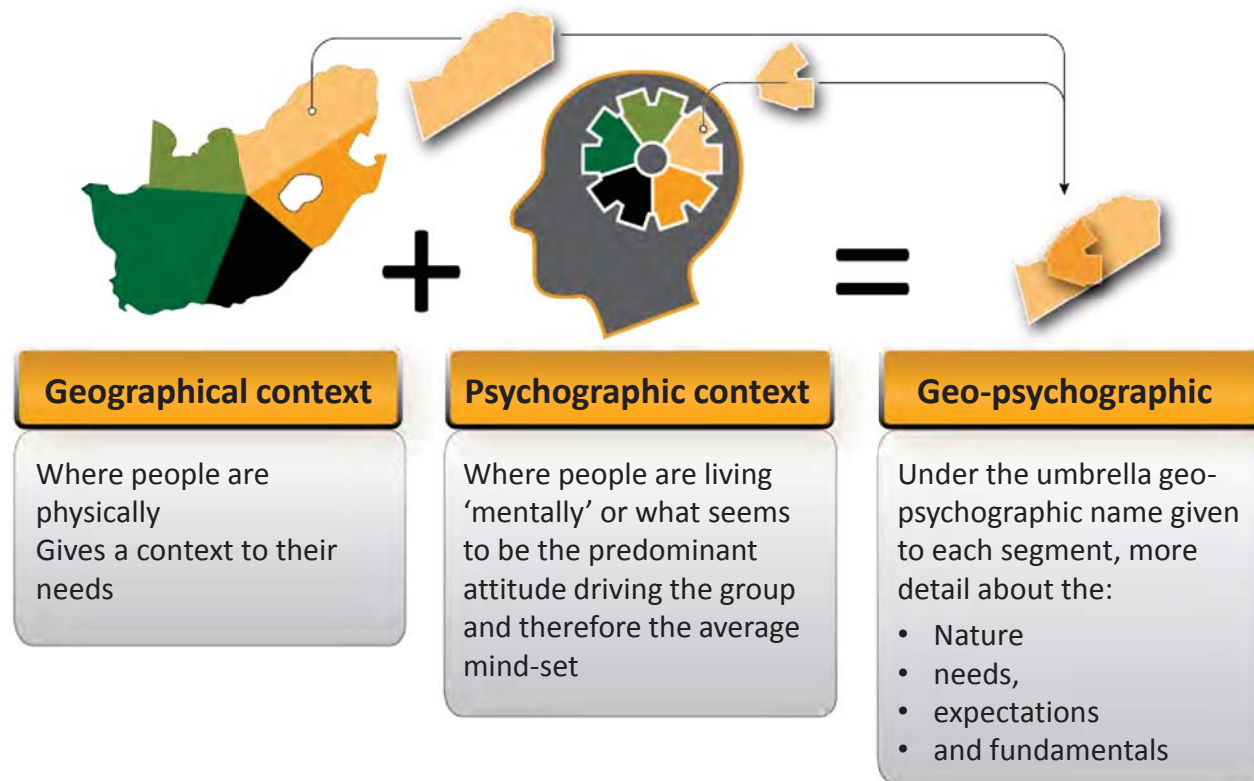 +
=
Geographical context
Where people are
physically
Gives a context to their
needs
Psychographic context
Where people are living
‘mentally’ or what seems
to be the predominant
attitude driving the group
and therefore the average
mind-set
Geo-psychographic
Under the umbrella geo-
psychographic name given
to each segment, more
detail about the:
• Nature
• needs,
• expectations
• and fundamentals